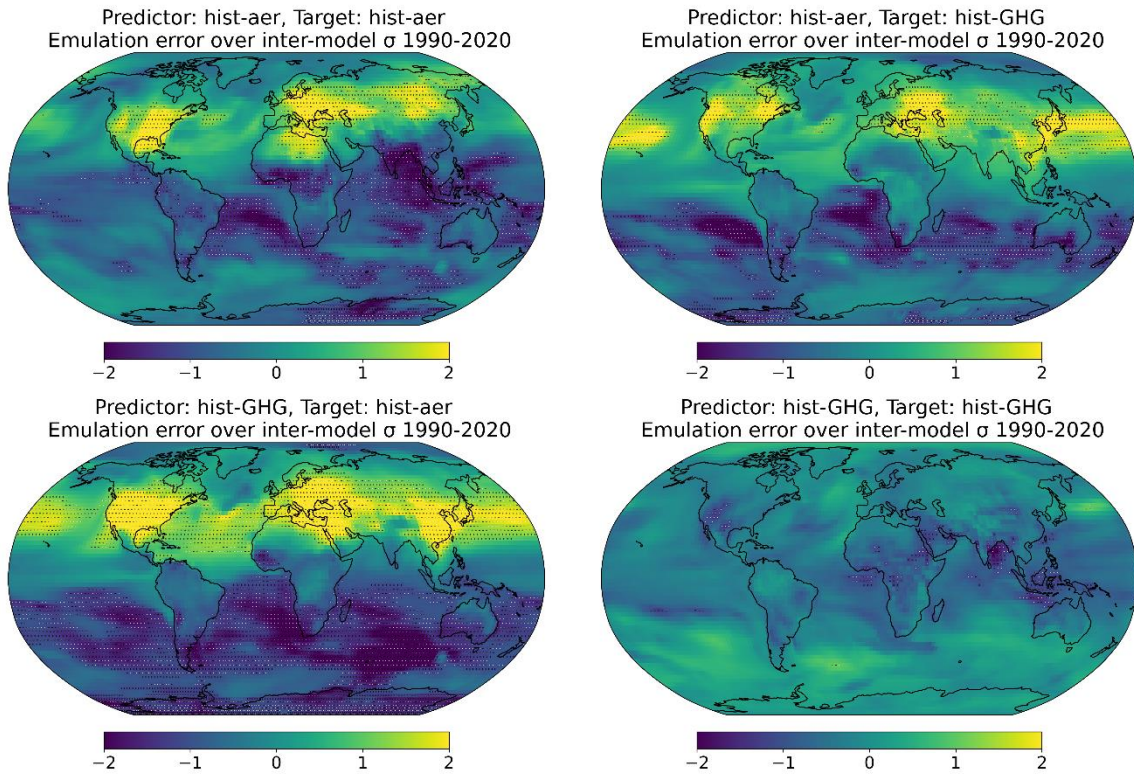 Predictor: hist-aer, Target: hist-aer
Emulation error over inter-model σ 1990-2020
−2 −1 0 1 2
Predictor: hist-aer, Target: hist-GHG
Emulation error over inter-model σ 1990-2020
−2 −1 0 1 2
Predictor: hist-GHG, Target: hist-aer
Emulation error over inter-model σ 1990-2020
−2 −1 0 1 2
Predictor: hist-GHG, Target: hist-GHG
Emulation error over inter-model σ 1990-2020
−2 −1 0 1 2